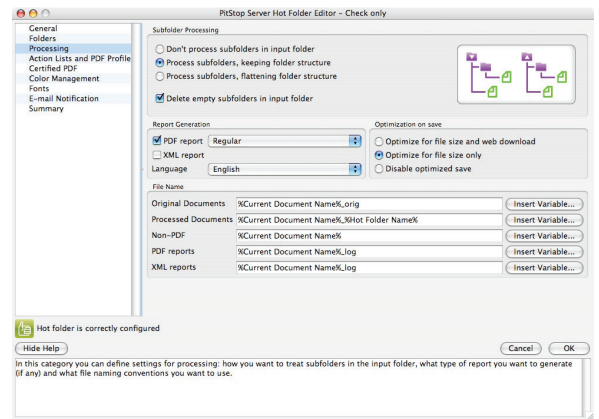 PitStop Server Hot Folder Editor - Check only
General
Folders
Processing
Action Lists and PDF Profile
Certified PDF
Color Management
Fonts
E-mail Notification
Summary
Subfolder Processing
Don't process subfolders in input folder
Process subfolders, keeping folder structure
Process subfolders, flattening folder structure
Delete empty subfolders in input folder
Report Generation
PDF report Regular
XML report
Language English
Optimization on save
Optimize for file size and web download
Optimize for file size only
Disable optimized save
File Name
Original Documents %Current Document Name%_orig Insert Variable...
Processed Documents %Current Document Name%_%Hot Folder Name% Insert Variable...
Non-PDF %Current Document Name% Insert Variable...
PDF reports %Current Document Name%_log Insert Variable...
XML reports %Current Document Name%_log Insert Variable...
Hot folder is correctly configured
Hide Help Cancel OK
In this category you can define settings for processing: how you want to treat subfolders in the input folder, what type of report you want to generate
(if any) and what file naming conventions you want to use.